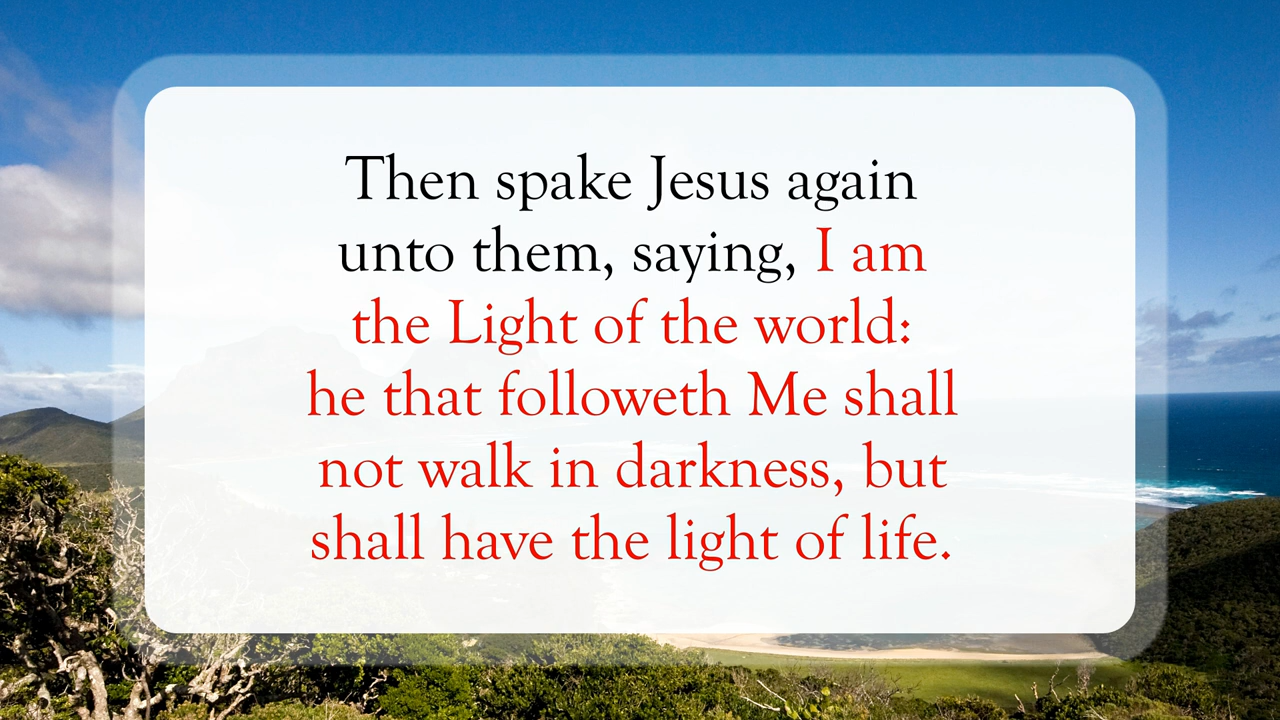 Then spake Jesus again
unto them, saying, I am
the Light of the world:
he that followeth Me shall
not walk in darkness, but
shall have the light of life.